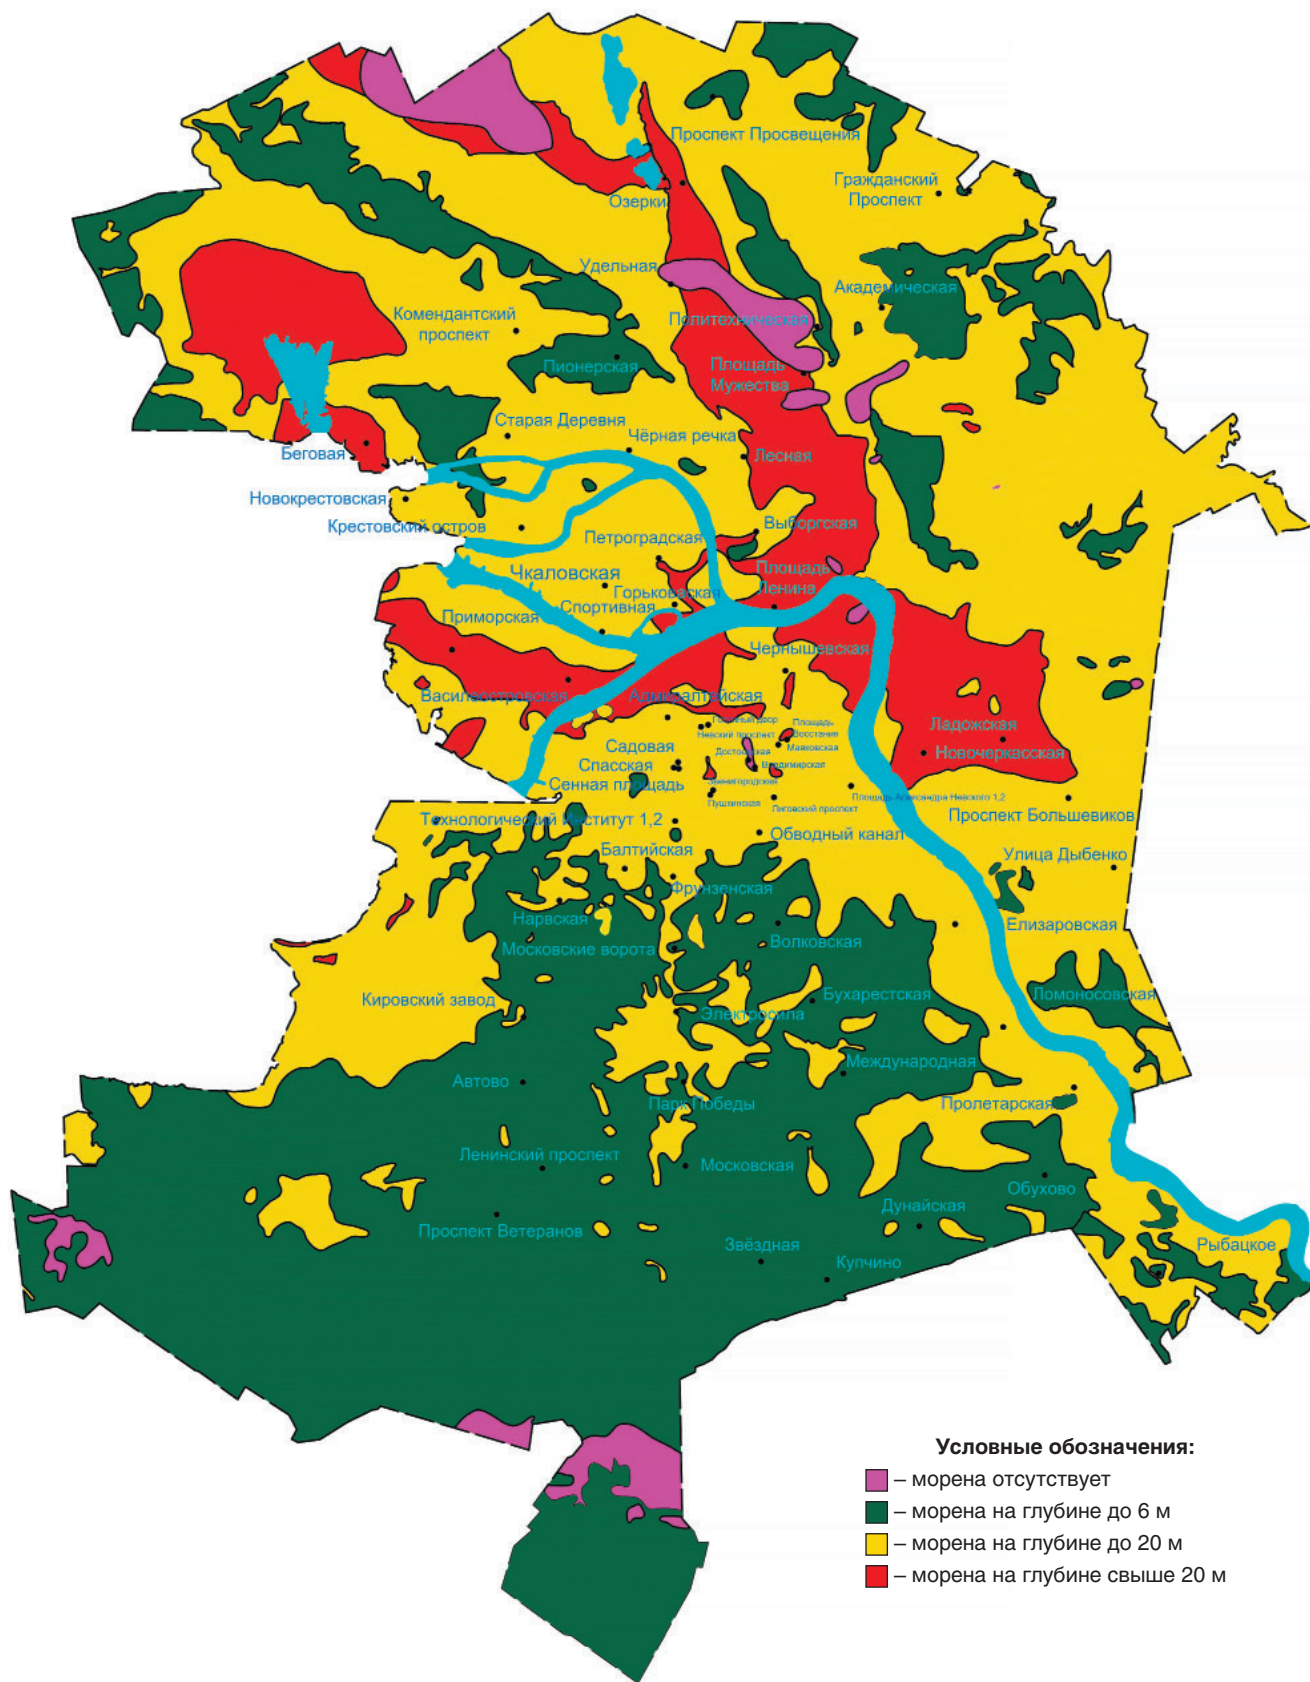 Проспект Просвещения
Гражданский
Проспект
Озерки
Удельная
Академическая
Комендантский
проспект
Политехническая
Пионерская
Площадь
Мужества
Старая Деревня
Чёрная речка
Беговая
Лесная
Новокрестовская
Крестовский остров
Выборгская
Петроградская
Чкаловская
Площадь
Ленина
Горьковская
Спортивная
Приморская
Чернышевская
Василеостровская
Адмиралтейская
Гостиный двор
Невский проспект
Площадь
Восстания
Маяковская
Ладожская
Новочеркасская
Садовая
Спасская
Достоевская
Владимирская
Сенная площадь
Звенигородская
Пушкинская
Лиговский проспект
Площадь Александра Невского 1,2
Проспект Большевиков
Технологический Институт 1,2
Обводный канал
Балтийская
Улица Дыбенко
Фрунзенская
Нарвская
Волковская
Елизаровская
Московские ворота
Кировский завод
Бухарестская
Ломоносовская
Электросила
Международная
Автово
Парк Победы
Пролетарская
Ленинский проспект
Московская
Обухово
Проспект Ветеранов
Дунайская
Звёздная
Рыбацкое
Купчино
Условные обозначения:
– морена отсутствует
– морена на глубине до 6 м
– морена на глубине до 20 м
– морена на глубине свыше 20 м